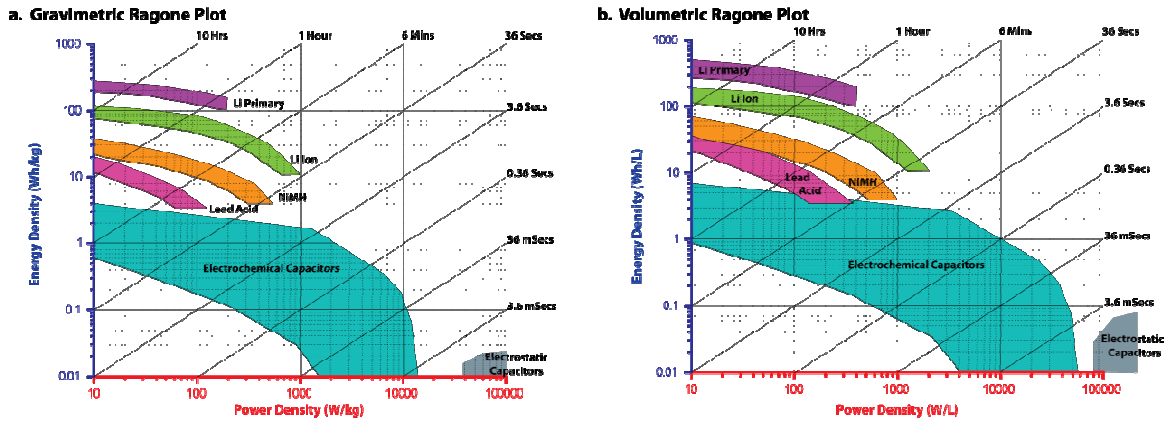 a. Gravimetric Ragone Plot
10 Hrs
1 Hour
6 Mins
36 Secs
1000
3.6 Secs
100
0.36 Secs
10
36 mSecs
1
3.6 mSecs
0.1
0.01
Li Primary
Li Ion
NiMH
Lead Acid
Electrochemical Capacitors
Electrostatic
Capacitors
Energy Density (Wh/kg)
10
100
1000
10000
100000
Power Density (W/kg)
b. Volumetric Ragone Plot
10 Hrs
1 Hour
6 Mins
36 Secs
1000
3.6 Secs
100
0.36 Secs
10
36 mSecs
1
3.6 mSecs
0.1
0.01
Li Primary
Li Ion
NiMH
Lead
Acid
Electrochemical Capacitors
Electrostatic
Capacitors
Energy Density (Wh/L)
10
100
1000
10000
100000
Power Density (W/L)